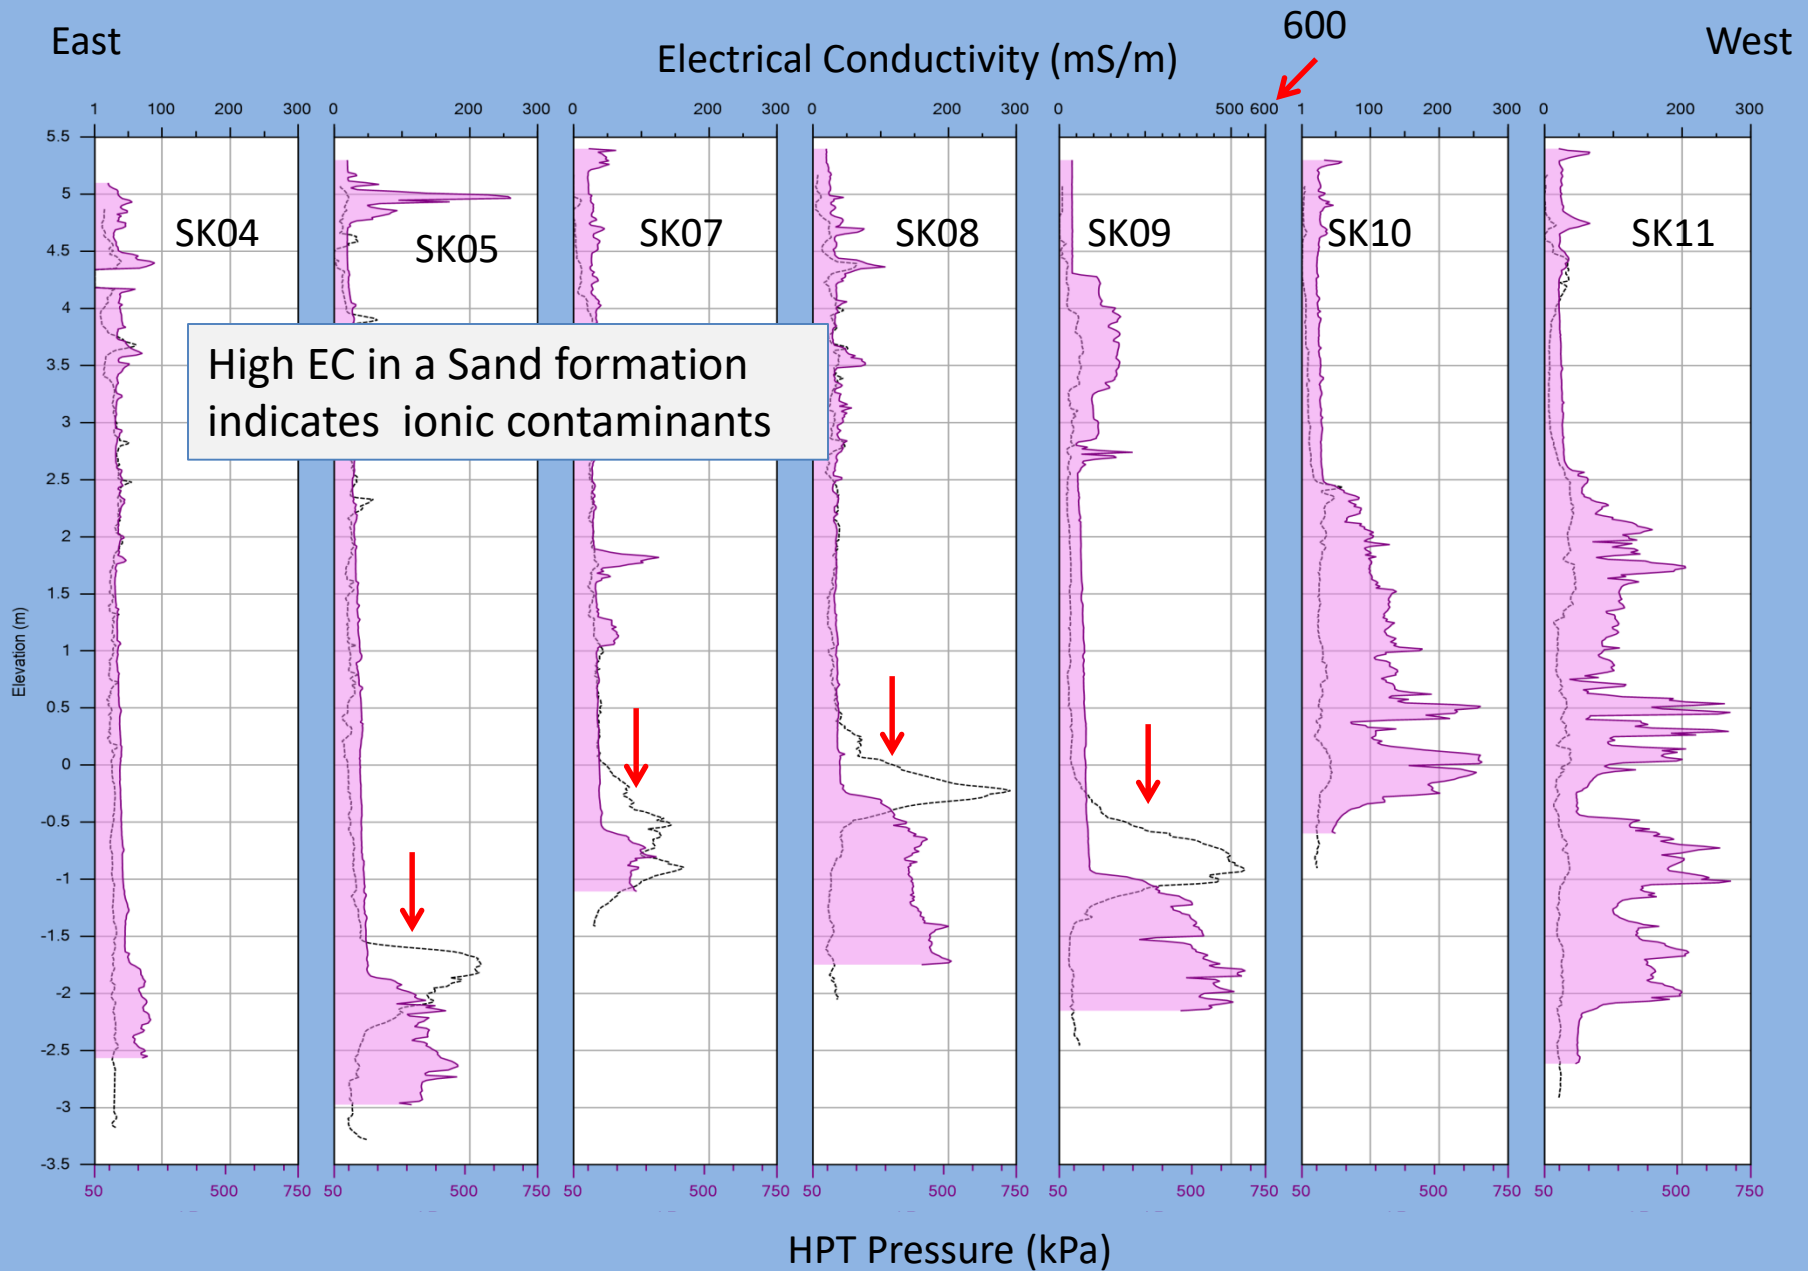 East
Electrical Conductivity (mS/m)
600
West
1 100 200 300
0 200 300
0 200 300
0 200 300
0 500 600
1 100 200 300
0 200 300
5.5
5
4.5
4
3.5
3
2.5
2
1.5
1
0.5
0
-0.5
-1
-1.5
-2
-2.5
-3
-3.5
Elevation (m)
SK04
SK05
SK07
SK08
SK09
SK10
SK11
High EC in a Sand formation
indicates ionic contaminants
50 500 750
50 500 750
50 500 750
50 500 750
50 500 750
50 500 750
50 500 750
HPT Pressure (kPa)